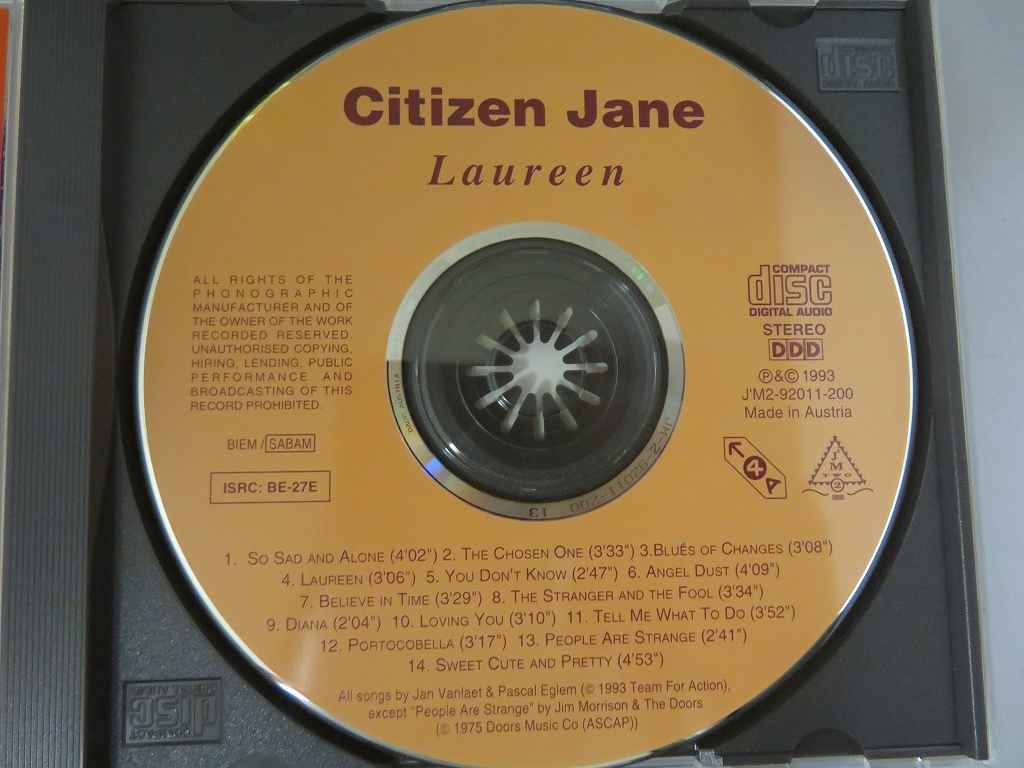 Citizen Jane
Laureen
ALL RIGHTS OF THE
PHONOGRAPHIC
MANUFACTURER AND OF
THE OWNER OF THE WORK
RECORDED RESERVED.
UNAUTHORISED COPYING,
HIRING, LENDING, PUBLIC
PERFORMANCE AND
BROADCASTING OF THIS
RECORD PROHIBITED.
BIEM / SABAM
ISRC: BE-27E
COMPACT
disc
DIGITAL AUDIO
STEREO
DDD
℗&© 1993
J'M2-92011-200
Made in Austria
4 A
J
M
TWO
2
1. SO SAD AND ALONE (4'02") 2. THE CHOSEN ONE (3'33") 3.BLUÉS OF CHANGES (3'08")
4. LAUREEN (3'06") 5. YOU DON'T KNOW (2'47") 6. ANGEL DUST (4'09")
7. BELIEVE IN TIME (3'29") 8. THE STRANGER AND THE FOOL (3'34")
9. DIANA (2'04") 10. LOVING YOU (3'10") 11. TELL ME WHAT TO DO (3'52")
12. PORTOCOBELLA (3'17") 13. PEOPLE ARE STRANGE (2'41")
14. SWEET CUTE AND PRETTY (4'53")
All songs by Jan Vanlaet & Pascal Eglem (© 1993 Team For Action),
except "People Are Strange" by Jim Morrison & The Doors
(© 1975 Doors Music Co (ASCAP))